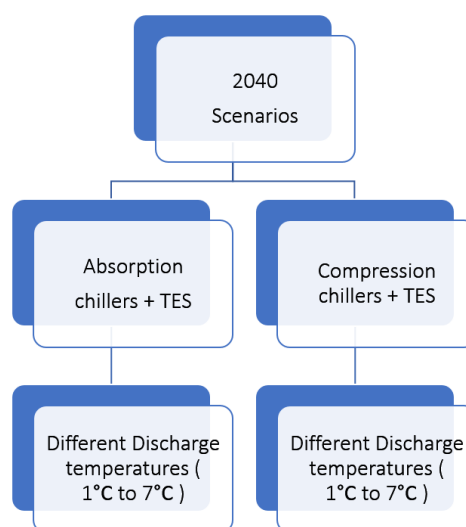 2040
Scenarios
Absorption
chillers + TES
Compression
chillers + TES
Different Discharge
temperatures (
1°C to 7°C )
Different Discharge
temperatures (
1°C to 7°C )